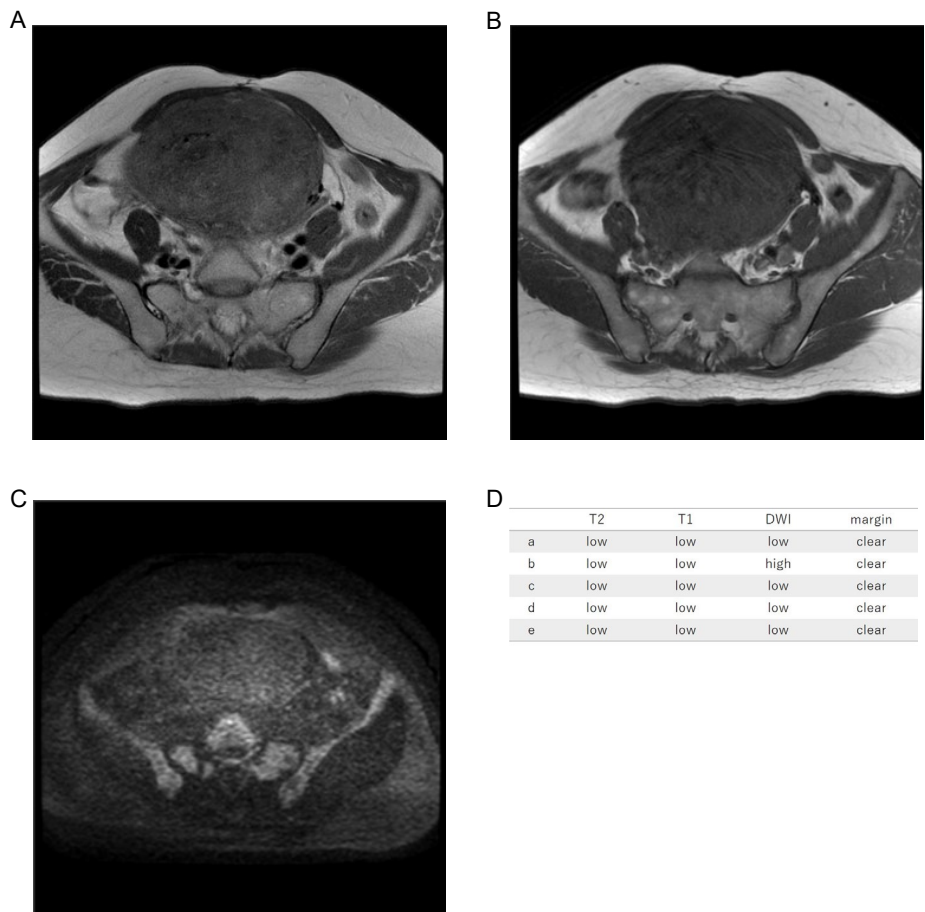 A
B
C
D
T2 T1 DWI margin
a low low low clear
b low low high clear
c low low low clear
d low low low clear
e low low low clear